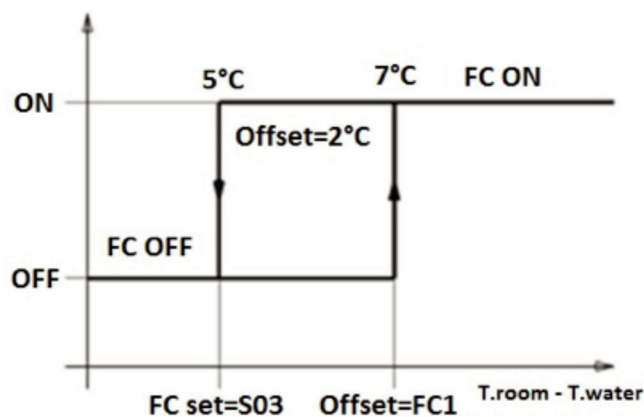 5°C 7°C FC ON
ON
Offset=2°C
FC OFF
OFF
T.room - T.water
FC set=S03 Offset=FC1